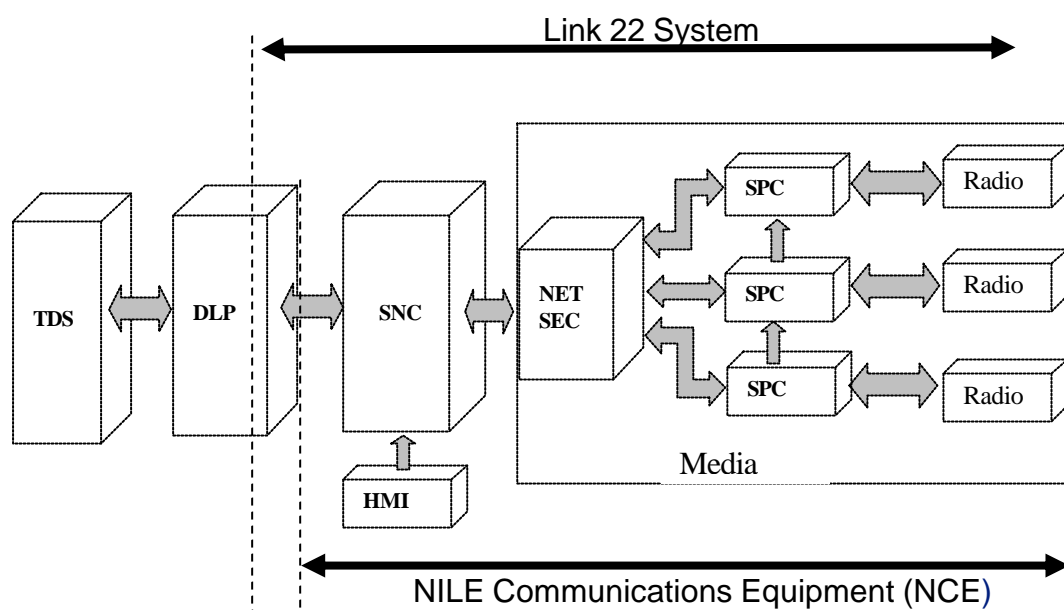 Link 22 System
SPC
Radio
TDS
DLP
SNC
NET
SEC
SPC
Radio
SPC
Radio
Media
HMI
NILE Communications Equipment (NCE)